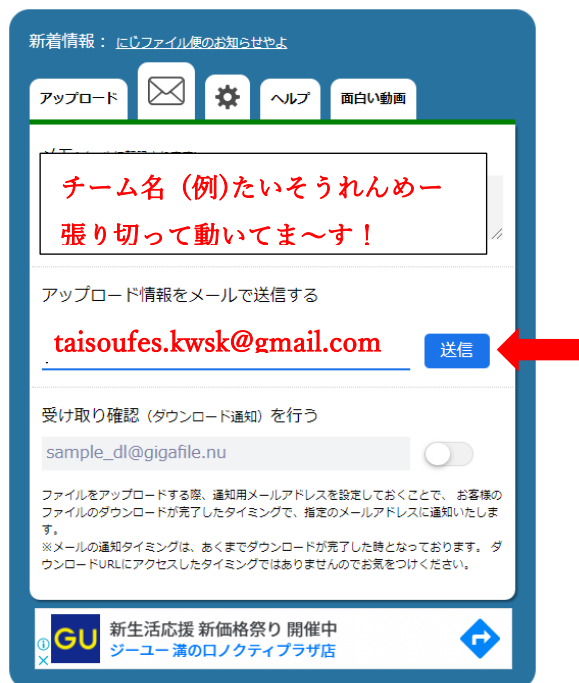 新着情報： にじファイル便のお知らせやよ
アップロード
ヘルプ
面白い動画
チーム名 (例)たいそうれんめー
張り切って動いてま～す！
アップロード情報をメールで送信する
taisoufes.kwsk@gmail.com
送信
受け取り確認（ダウンロード通知）を行う
sample_dl@gigafile.nu
ファイルをアップロードする際、通知用メールアドレスを設定しておくことで、 お客様の
ファイルのダウンロードが完了したタイミングで、指定のメールアドレスに通知いたしま
す。
※メールの通知タイミングは、あくまでダウンロードが完了した時となっております。 ダ
ウンロードURLにアクセスしたタイミングではありませんのでお気をつけください。
GU
新生活応援 新価格祭り 開催中
ジーユー 溝の口ノクティプラザ店